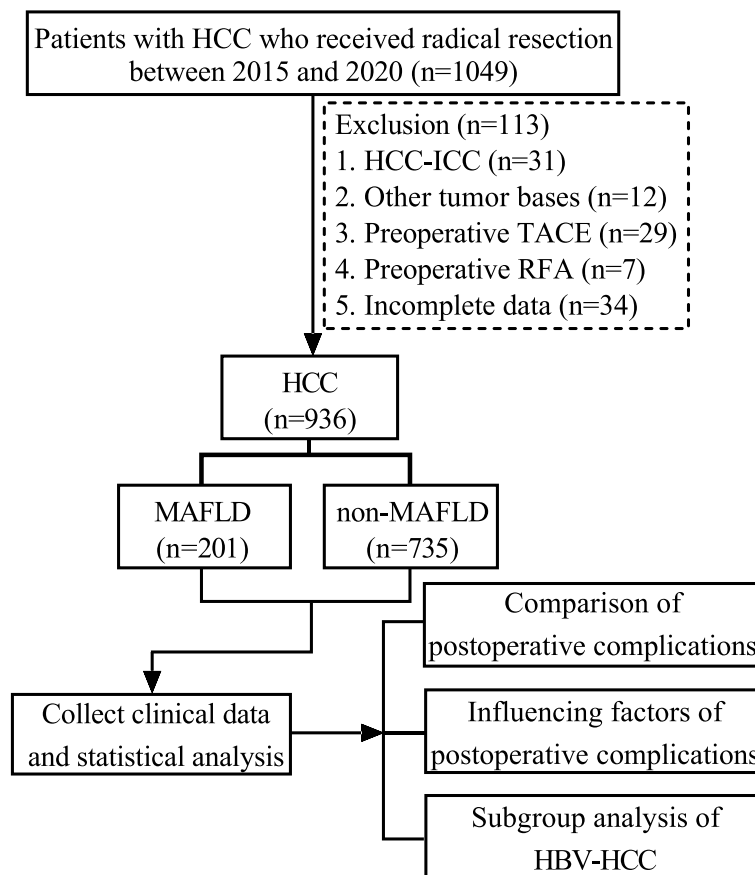 Patients with HCC who received radical resection
between 2015 and 2020 (n=1049)
Exclusion (n=113)
1. HCC-ICC (n=31)
2. Other tumor bases (n=12)
3. Preoperative TACE (n=29)
4. Preoperative RFA (n=7)
5. Incomplete data (n=34)
HCC
(n=936)
MAFLD
(n=201)
non-MAFLD
(n=735)
Collect clinical data
and statistical analysis
Comparison of
postoperative complications
Influencing factors of
postoperative complications
Subgroup analysis of
HBV-HCC